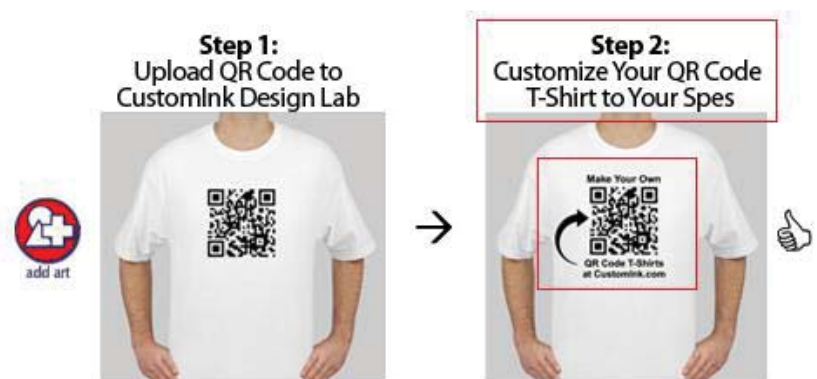 Step 1:
Upload QR Code to
CustomInk Design Lab
add art
Step 2:
Customize Your QR Code
T-Shirt to Your Spes
Make Your Own
QR Code T-Shirts
at CustomInk.com